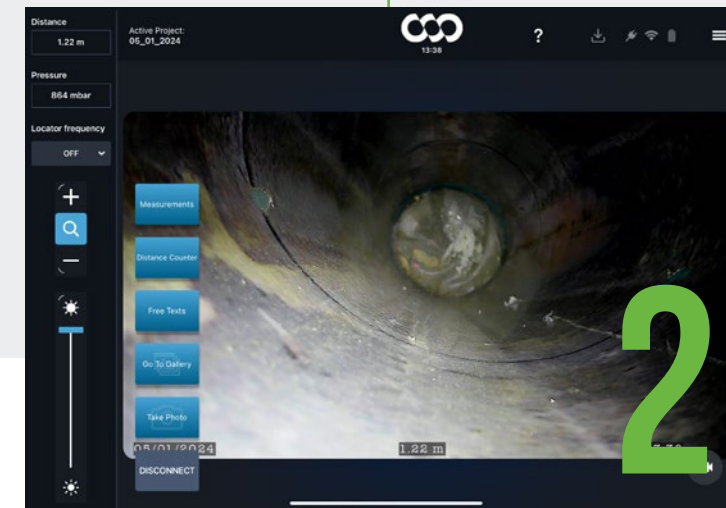 Distance
1.22 m
Pressure
864 mbar
Locator frequency
OFF
Active Project:
05_01_2024
13:38
?
Measurements
Distance Counter
Free Texts
Go To Gallery
Take Photo
DISCONNECT
05/01/2024
1.22 m
2